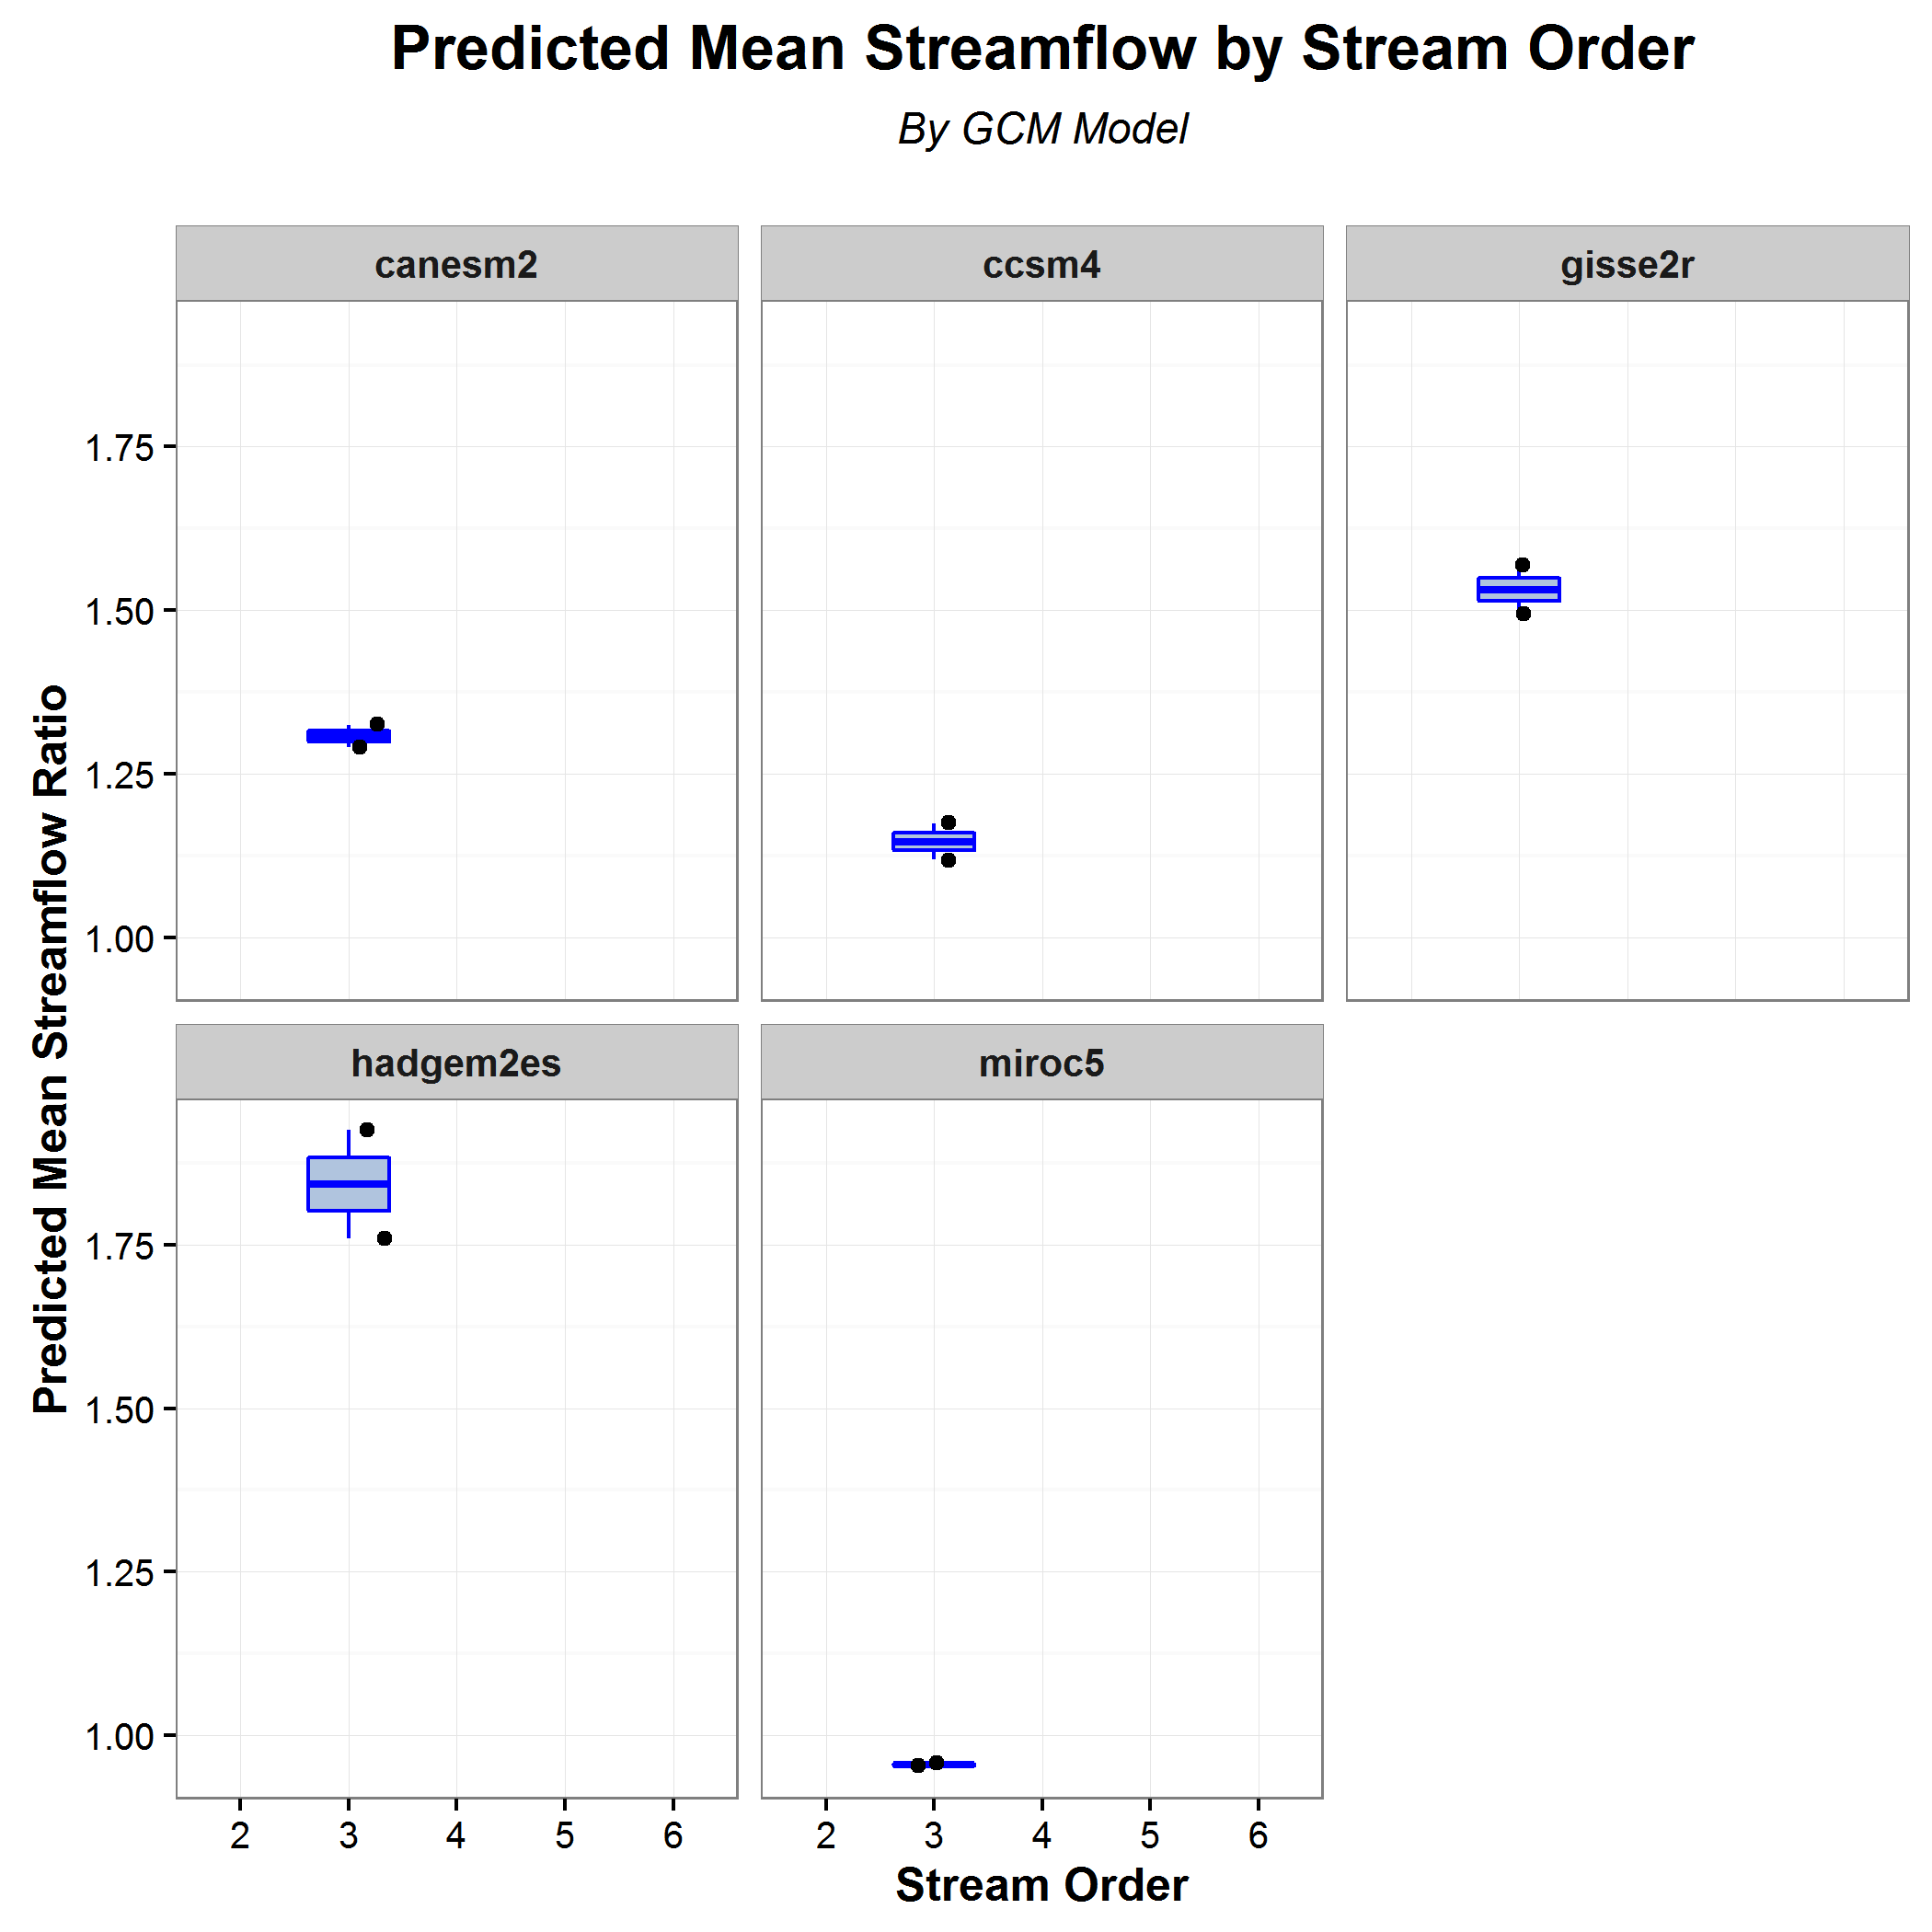 Predicted Mean Streamflow by Stream Order
By GCM Model
canesm2
ccsm4
gisse2r
1.75
1.50
1.25
1.00
Predicted Mean Streamflow Ratio
hadgem2es
miroc5
1.75
1.50
1.25
1.00
2 3 4 5 6
2 3 4 5 6
Stream Order